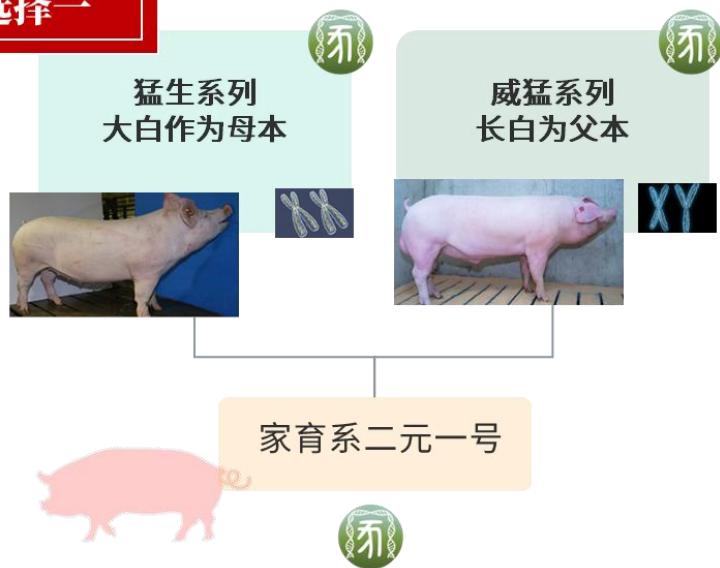 选择一
猛生系列
大白作为母本
威猛系列
长白为父本
家育系二元一号